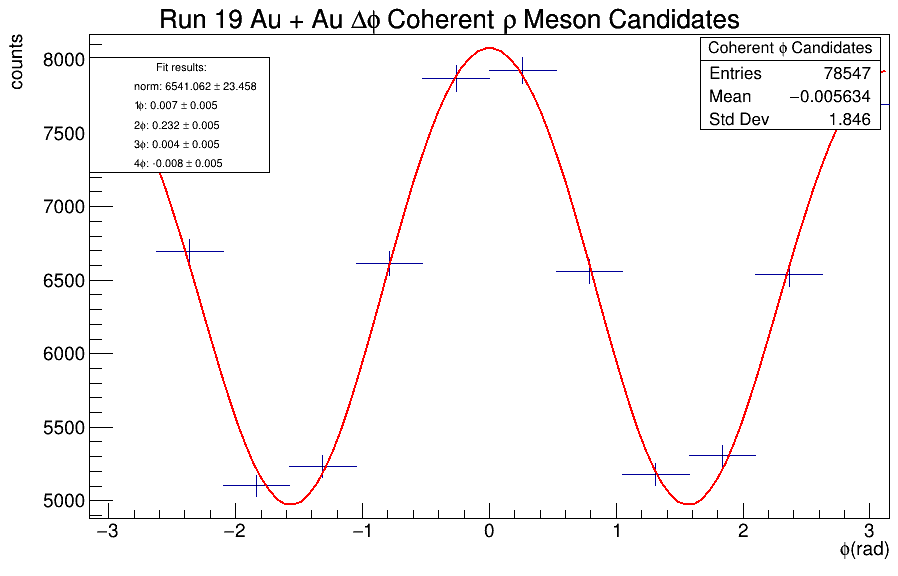 Run 19 Au + Au Δϕ Coherent ρ Meson Candidates
counts
8000
7500
7000
6500
6000
5500
5000
Fit results:
norm: 6541.062 ± 23.458
1ϕ: 0.007 ± 0.005
2ϕ: 0.232 ± 0.005
3ϕ: 0.004 ± 0.005
4ϕ: -0.008 ± 0.005
Coherent ϕ Candidates
Entries 78547
Mean −0.005634
Std Dev 1.846
−3 −2 −1 0 1 2 3
ϕ(rad)